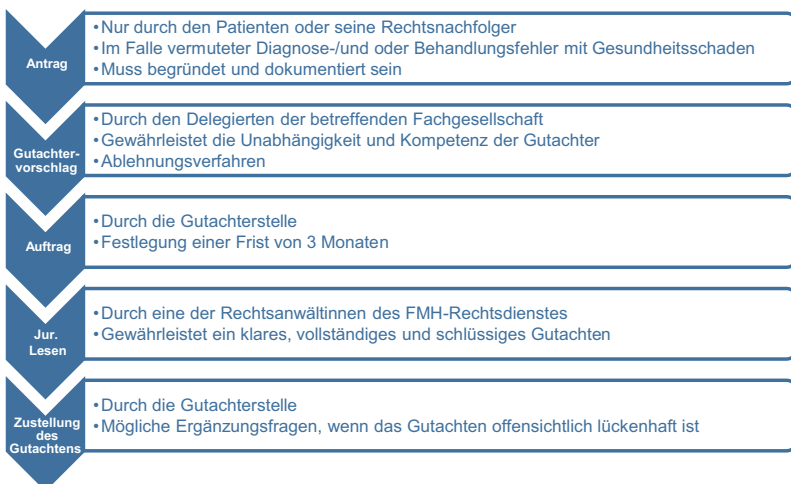 Antrag
•Nur durch den Patienten oder seine Rechtsnachfolger
•Im Falle vermuteter Diagnose-/und oder Behandlungsfehler mit Gesundheitsschaden
•Muss begründet und dokumentiert sein
Gutachter-
vorschlag
•Durch den Delegierten der betreffenden Fachgesellschaft
•Gewährleistet die Unabhängigkeit und Kompetenz der Gutachter
•Ablehnungsverfahren
Auftrag
•Durch die Gutachterstelle
•Festlegung einer Frist von 3 Monaten
Jur.
Lesen
•Durch eine der Rechtsanwältinnen des FMH-Rechtsdienstes
•Gewährleistet ein klares, vollständiges und schlüssiges Gutachten
Zustellung
des
Gutachtens
•Durch die Gutachterstelle
•Mögliche Ergänzungsfragen, wenn das Gutachten offensichtlich lückenhaft ist